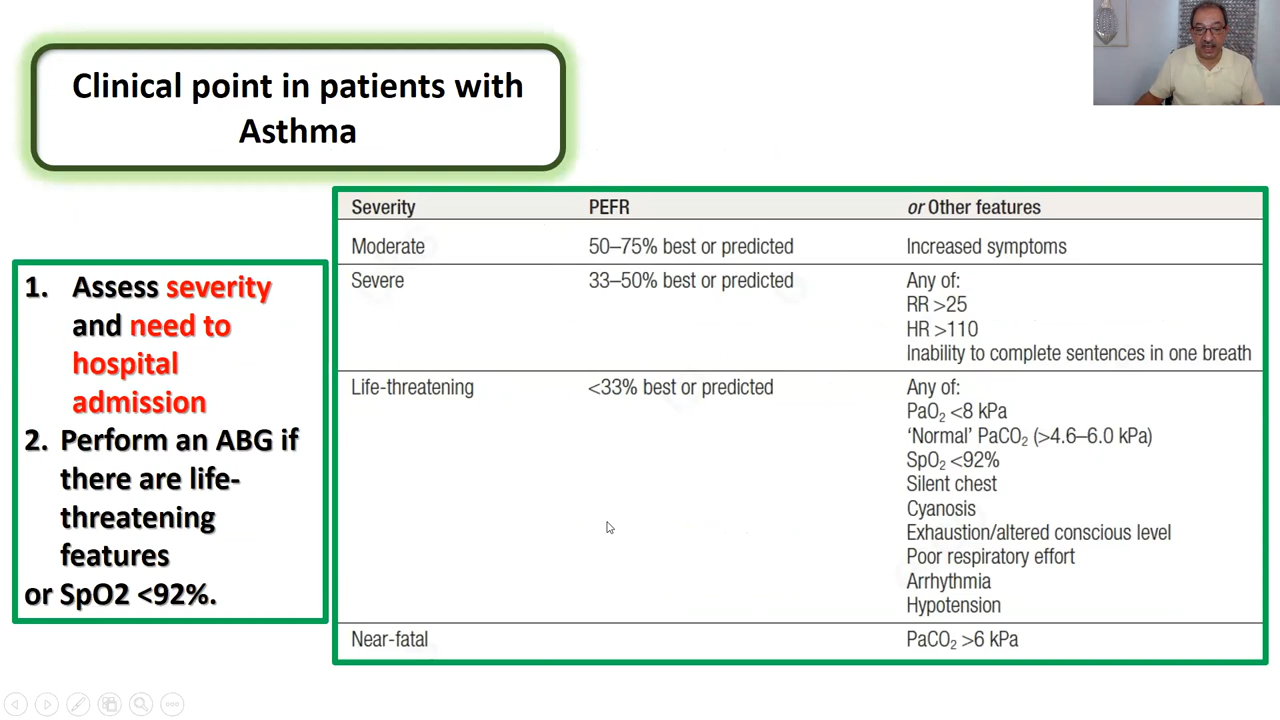 Clinical point in patients with
Asthma
1. Assess severity
and need to
hospital
admission
2. Perform an ABG if
there are life-
threatening
features
or SpO2 <92%.
Severity PEFR or Other features
Moderate 50–75% best or predicted Increased symptoms
Severe 33–50% best or predicted Any of:
RR >25
HR >110
Inability to complete sentences in one breath
Life-threatening <33% best or predicted Any of:
PaO₂ <8 kPa
‘Normal’ PaCO₂ (>4.6–6.0 kPa)
SpO₂ <92%
Silent chest
Cyanosis
Exhaustion/altered conscious level
Poor respiratory effort
Arrhythmia
Hypotension
Near-fatal PaCO₂ >6 kPa